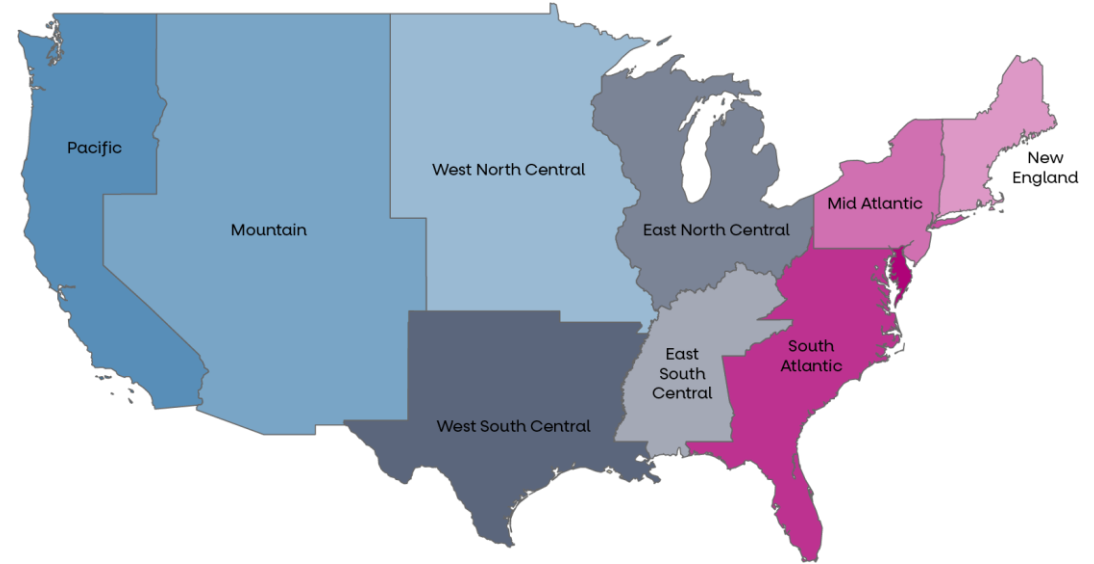 Pacific
Mountain
West North Central
East North Central
Mid Atlantic
New
England
West South Central
East
South
Central
South
Atlantic